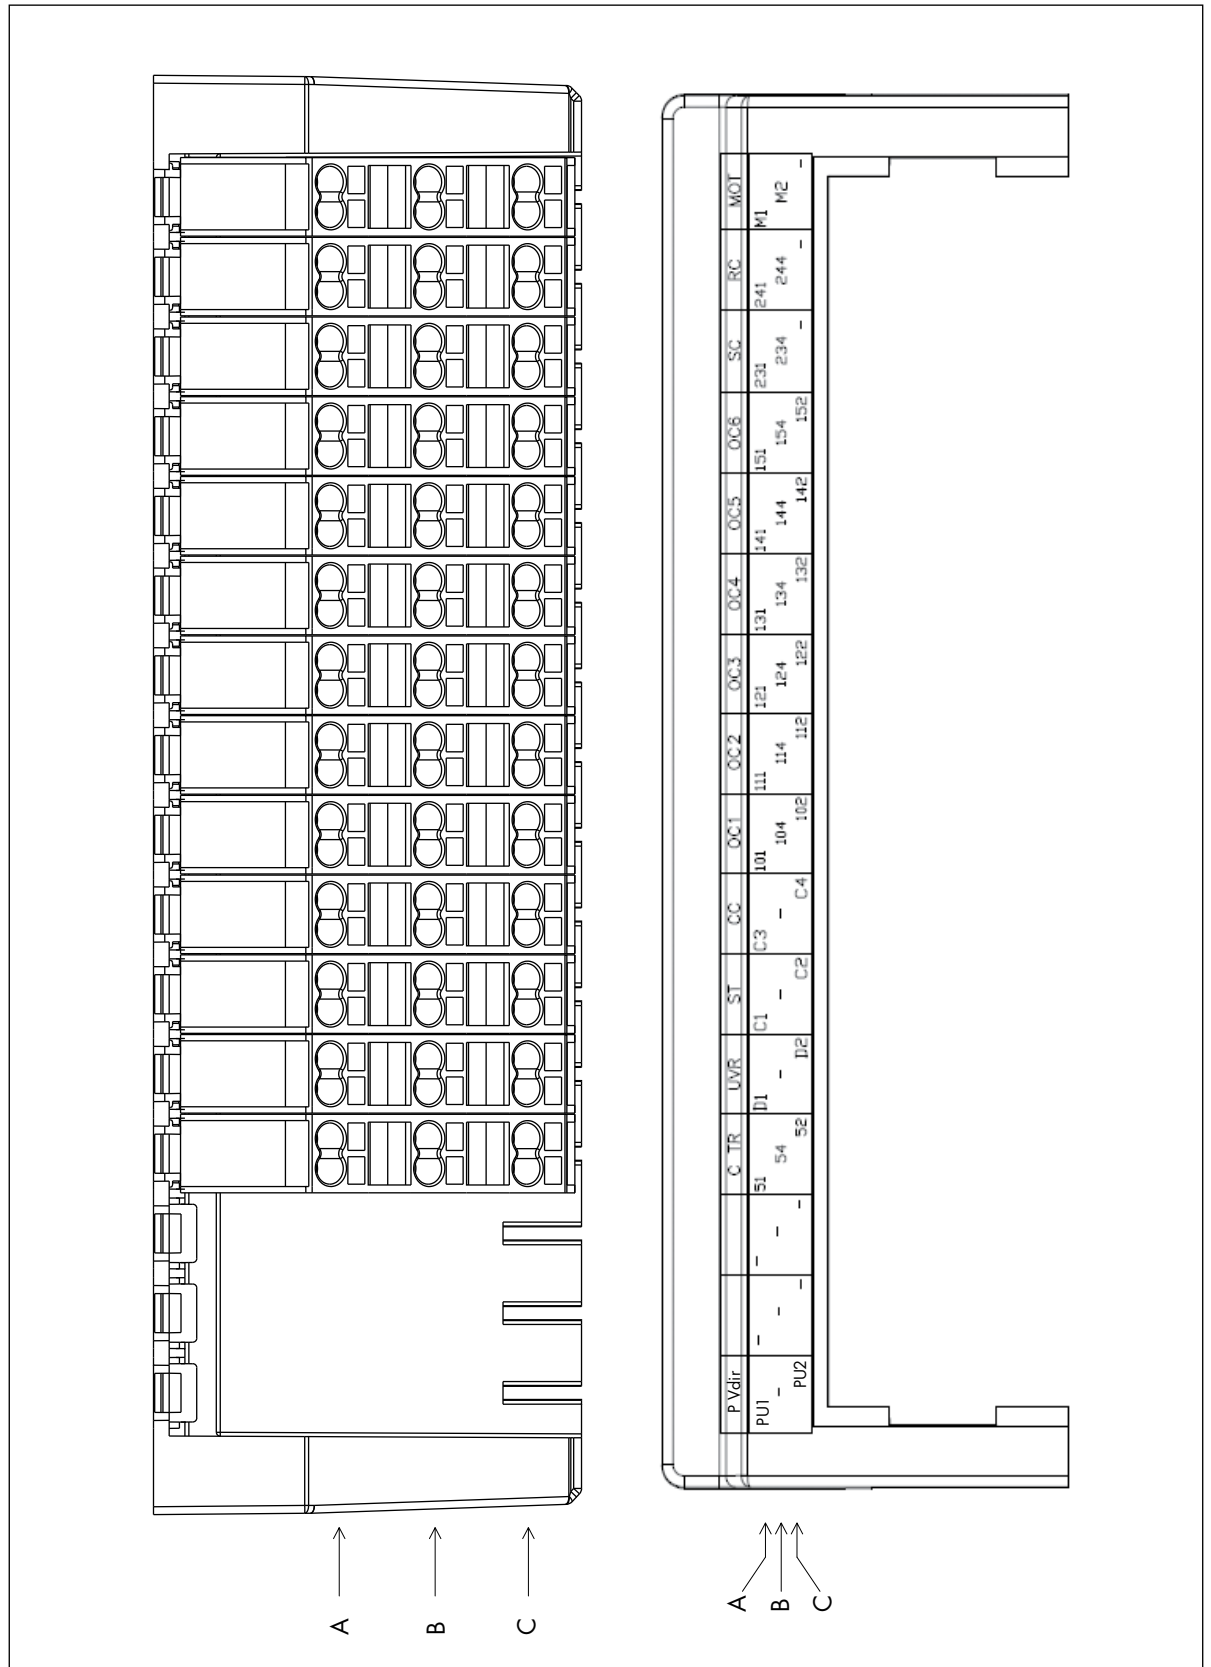 A
B
C
P Vdir C TR UVR ST CC OC1 OC2 OC3 OC4 OC5 OC6 SC RC MOT
A PU1 - - 51 D1 C1 C3 101 111 121 131 141 151 231 241 M1
B - - - 54 - - - 104 114 124 134 144 154 234 244 M2
C PU2 - - 52 D2 C2 C4 102 112 122 132 142 152 - - -